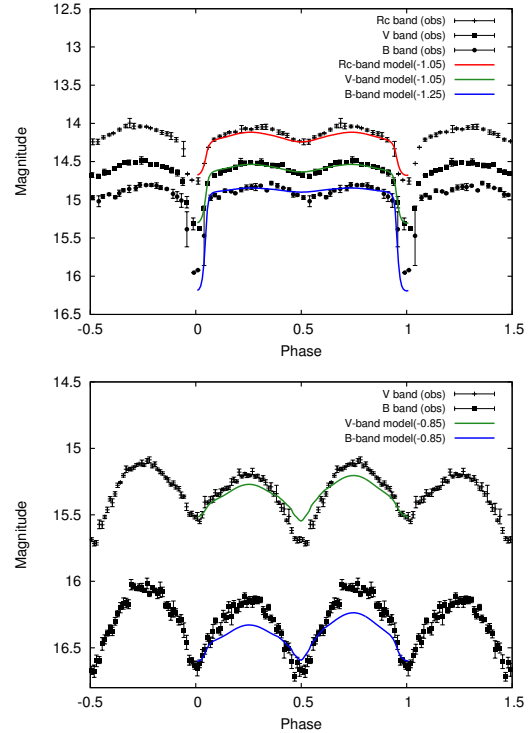 12.5
Rc band (obs)
V band (obs)
B band (obs)
Rc-band model(-1.05)
V-band model(-1.05)
B-band model(-1.25)
13
13.5
14
14.5
15
15.5
16
16.5
Magnitude
-0.5 0 0.5 1 1.5
Phase
14.5
V band (obs)
B band (obs)
V-band model(-0.85)
B-band model(-0.85)
15
15.5
16
16.5
Magnitude
-0.5 0 0.5 1 1.5
Phase